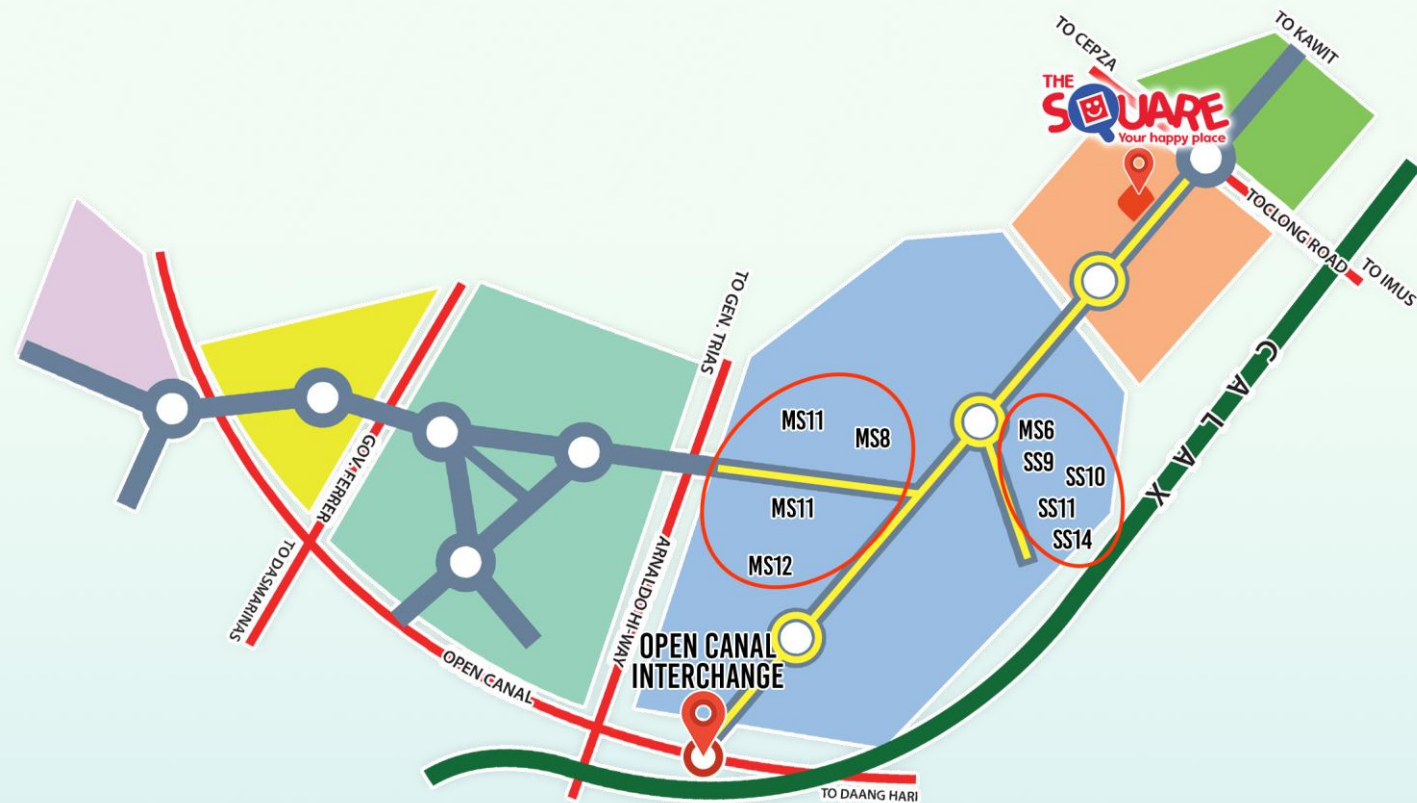 TO CEPZA
TO KAWIT
THE
SQUARE
Your happy place
TOCLONG ROAD
TO IMUS
CALAX
TO GEN. TRIAS
GOV. FERRER
TO DASMARINAS
MS11
MS8
MS11
MS12
MS6
SS9
SS10
SS11
SS14
ARNALDO HI-WAY
OPEN CANAL
INTERCHANGE
OPEN CANAL
TO DAANG HARI